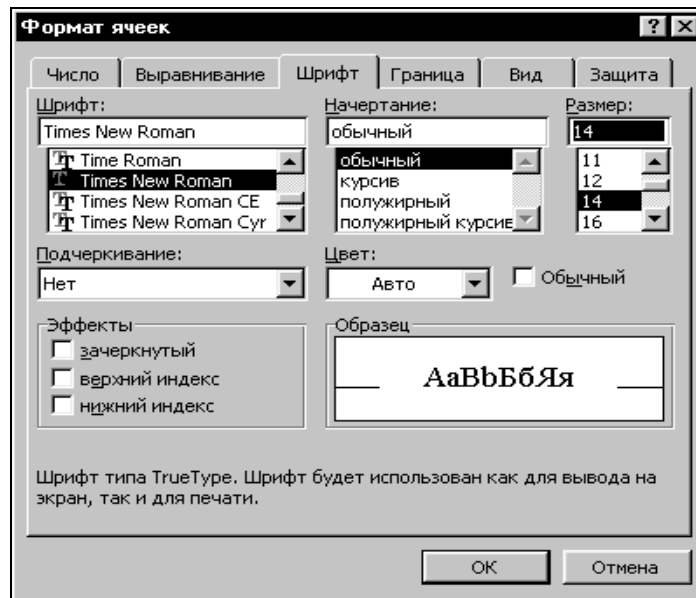 Формат ячеек
Число Выравнивание Шрифт Граница Вид Защита
Шрифт: Начертание: Размер:
Times New Roman обычный 14
Time Roman обычный 11
Times New Roman курсив 12
Times New Roman CE полужирный 14
Times New Roman Cyr полужирный курсив 16
Подчеркивание: Цвет:
Нет Авто Обычный
Эффекты Образец
зачеркнутый
верхний индекс АаВbБбЯя
нижний индекс
Шрифт типа TrueType. Шрифт будет использован как для вывода на
экран, так и для печати.
ОК Отмена